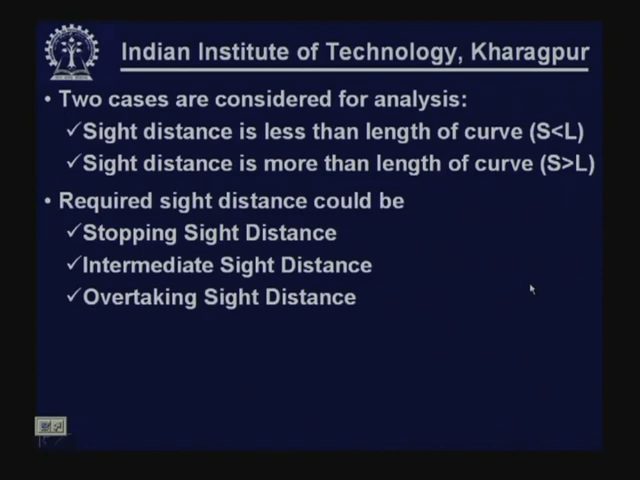 Indian Institute of Technology, Kharagpur
• Two cases are considered for analysis:
✓Sight distance is less than length of curve (S<L)
✓Sight distance is more than length of curve (S>L)
• Required sight distance could be
✓Stopping Sight Distance
✓Intermediate Sight Distance
✓Overtaking Sight Distance